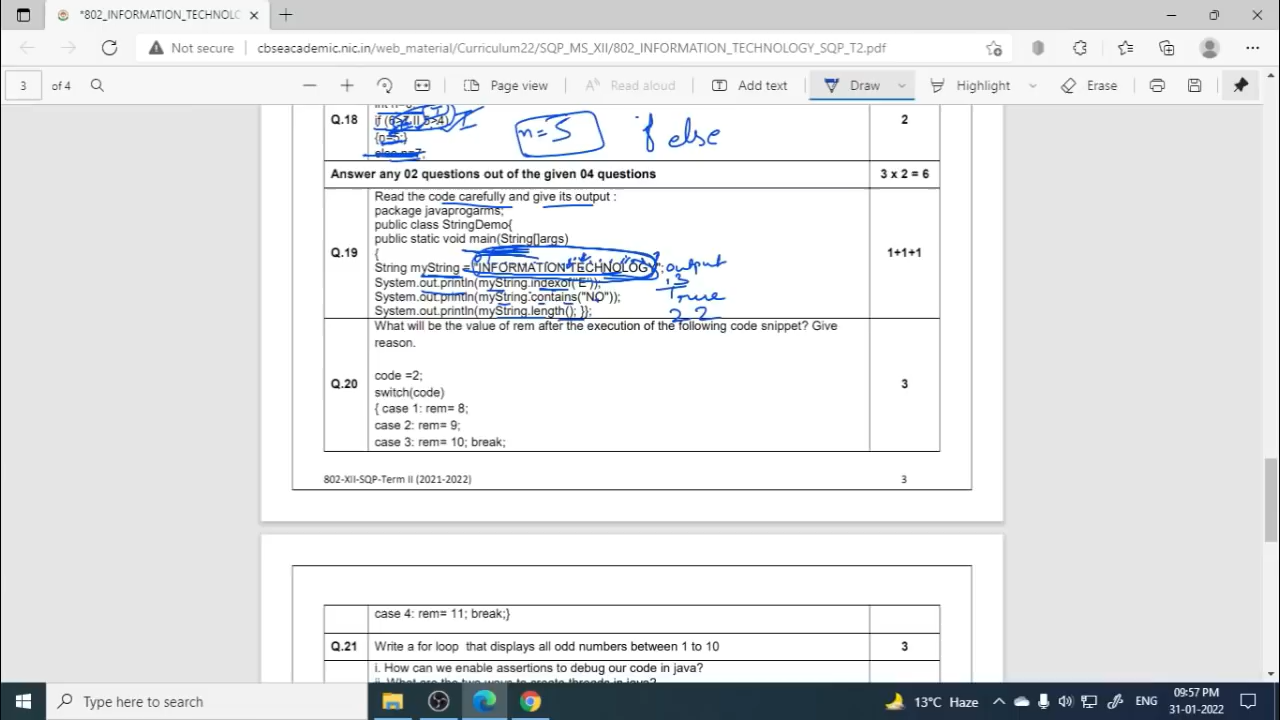 *802_INFORMATION_TECHNOLOG
Not secure
cbseacademic.nic.in/web_material/Curriculum22/SQP_MS_XII/802_INFORMATION_TECHNOLOGY_SQP_T2.pdf
3 of 4
Page view
Read aloud
Add text
Draw
Highlight
Erase
Q.18
if (6>7 || 5>4)
{n=5;}
else n=7;
2
n = 5
if else
Answer any 02 questions out of the given 04 questions
3 x 2 = 6
Q.19
Read the code carefully and give its output :
package javaprogarms;
public class StringDemo{
public static void main(String[]args)
{
String myString = "INFORMATION TECHNOLOGY"; output
System.out.println(myString.indexof("E")); 13
System.out.println(myString.contains("NO")); True
System.out.println(myString.length(); }); 22
1+1+1
Q.20
What will be the value of rem after the execution of the following code snippet? Give
reason.
code =2;
switch(code)
{ case 1: rem= 8;
case 2: rem= 9;
case 3: rem= 10; break;
3
802-XII-SQP-Term II (2021-2022)
3
case 4: rem= 11; break;}
Q.21
Write a for loop that displays all odd numbers between 1 to 10
3
i. How can we enable assertions to debug our code in java?
Type here to search
13°C Haze
ENG
09:57 PM
31-01-2022